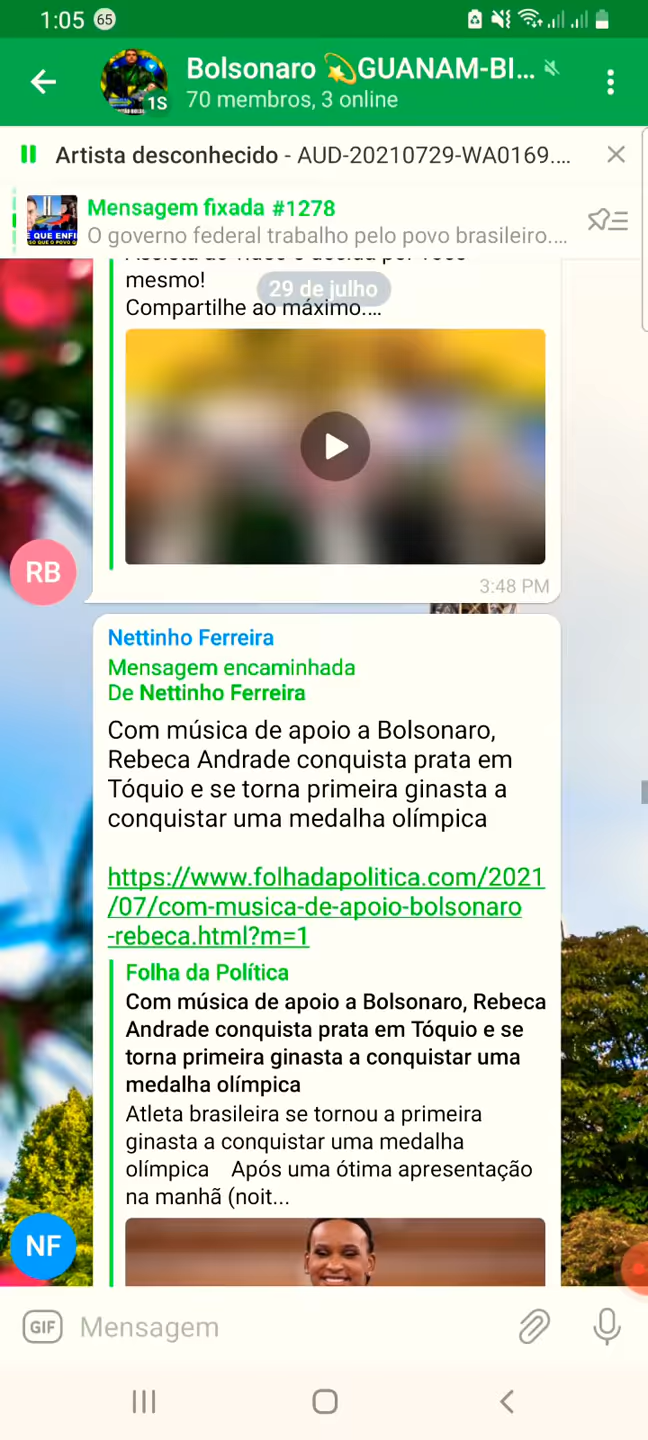 1:05 65
Bolsonaro 💫GUANAM-BI...
1S
70 membros, 3 online
Artista desconhecido - AUD-20210729-WA0169....
Mensagem fixada #1278
O governo federal trabalho pelo povo brasileiro....
E QUE ENFI
mesmo!
29 de julho
Compartilhe ao máximo....
RB
3:48 PM
Nettinho Ferreira
Mensagem encaminhada
De Nettinho Ferreira
Com música de apoio a Bolsonaro,
Rebeca Andrade conquista prata em
Tóquio e se torna primeira ginasta a
conquistar uma medalha olímpica
https://www.folhadapolitica.com/2021
/07/com-musica-de-apoio-bolsonaro
-rebeca.html?m=1
Folha da Política
Com música de apoio a Bolsonaro, Rebeca
Andrade conquista prata em Tóquio e se
torna primeira ginasta a conquistar uma
medalha olímpica
Atleta brasileira se tornou a primeira
ginasta a conquistar uma medalha
olímpica Após uma ótima apresentação
na manhã (noit...
NF
GIF Mensagem